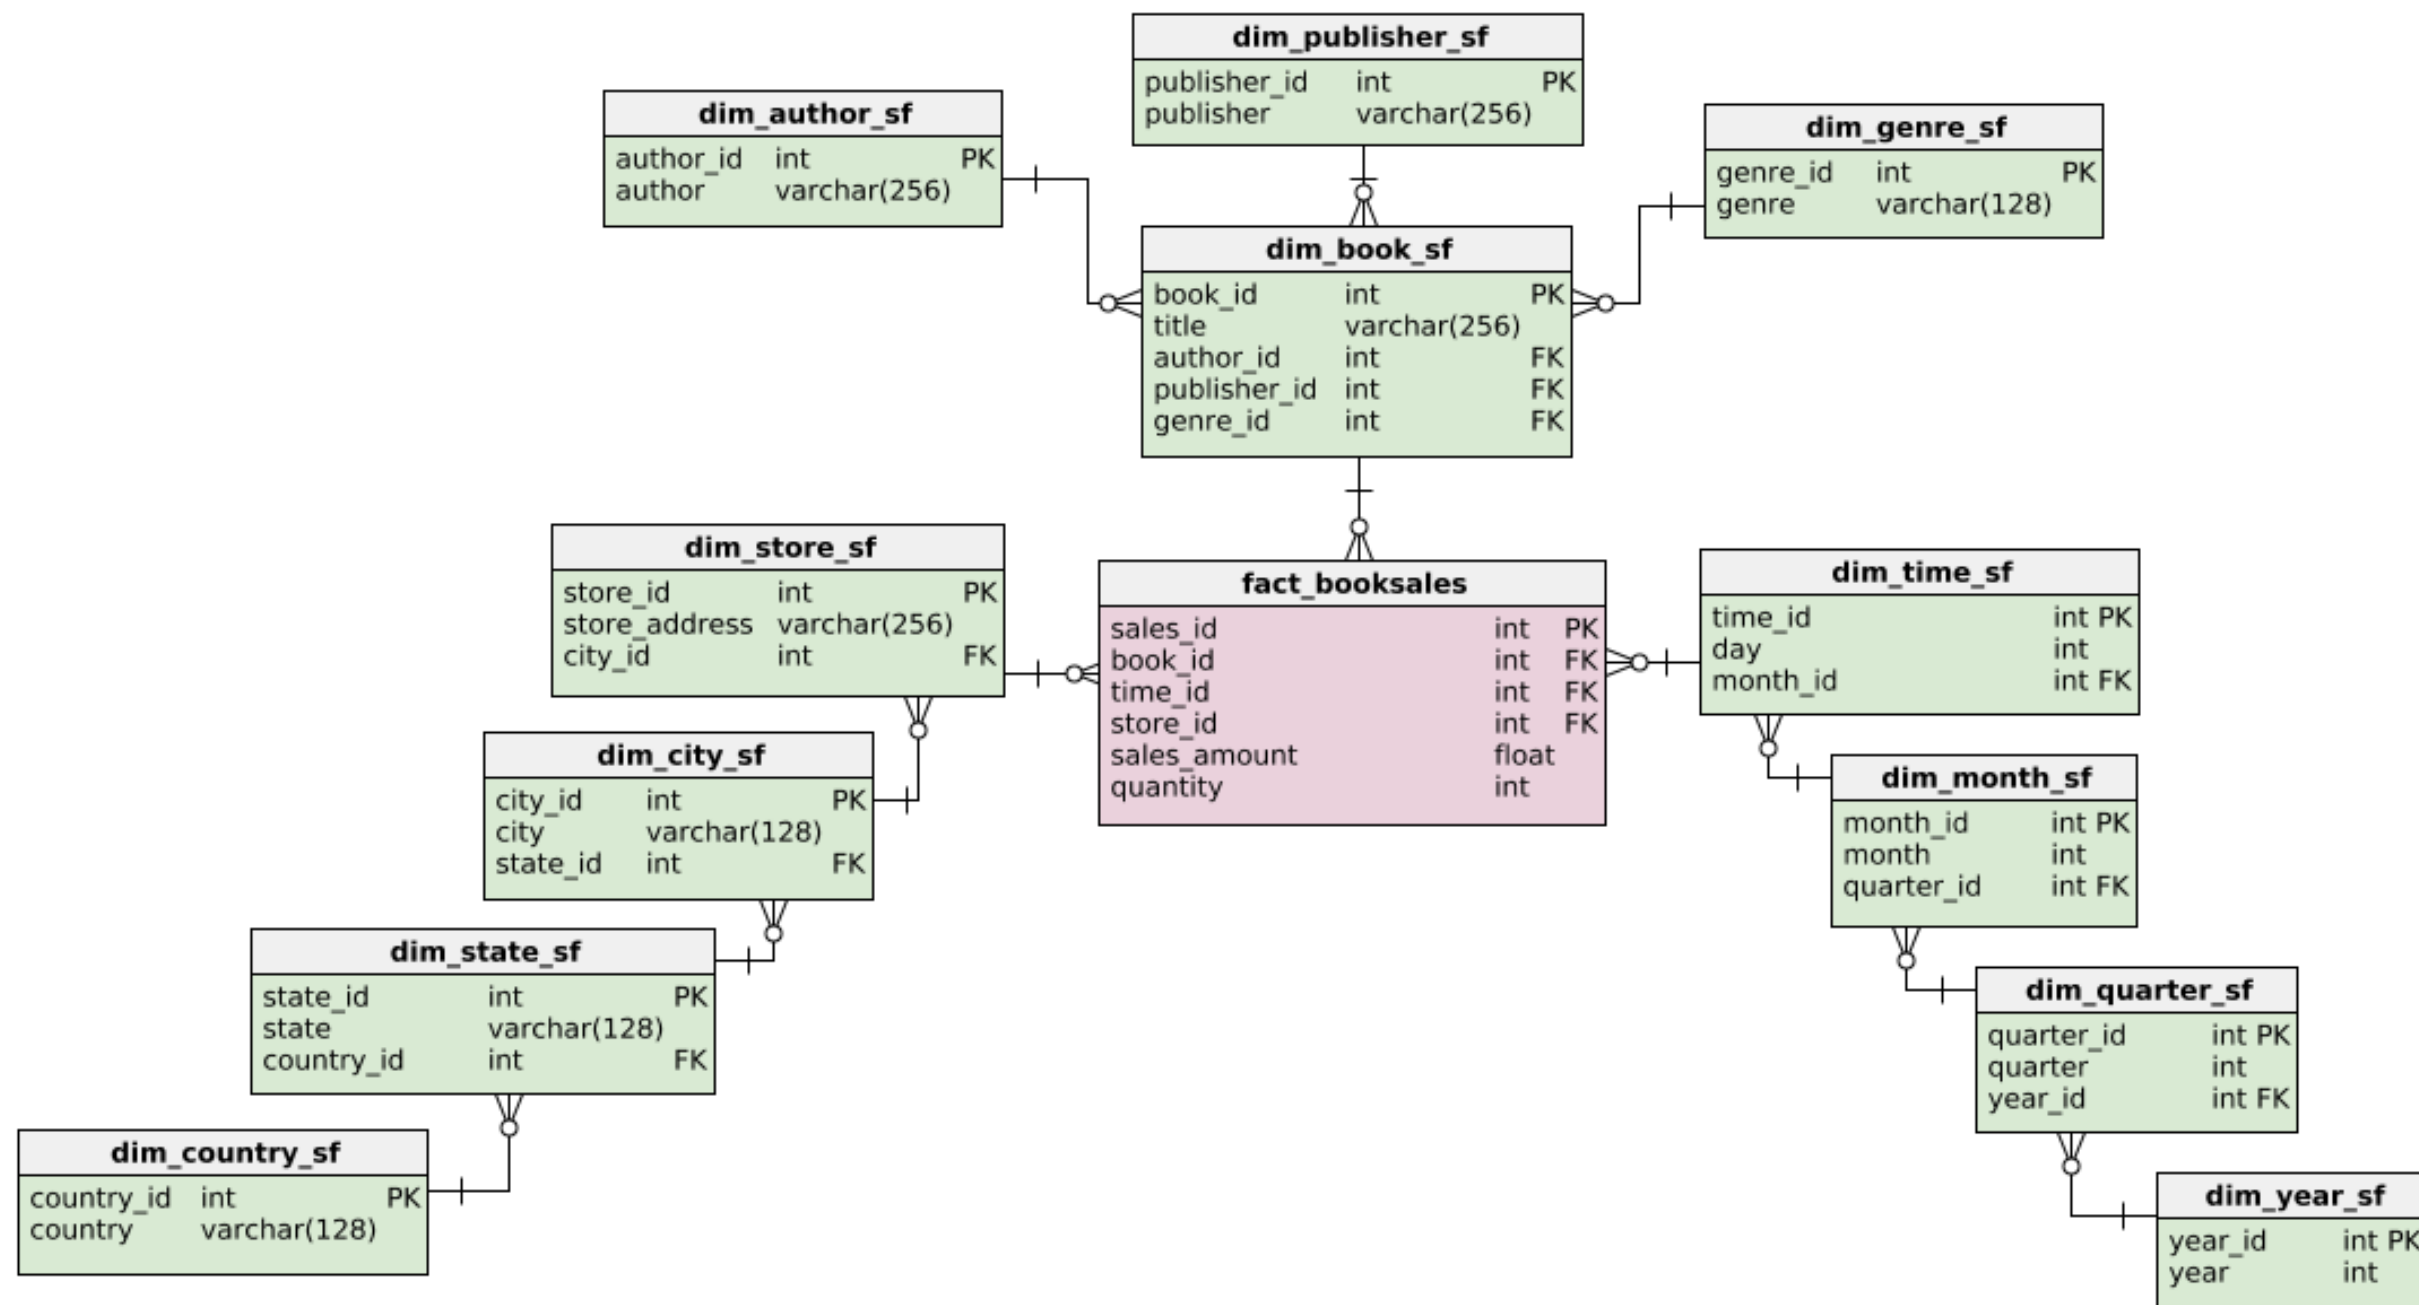 dim_publisher_sf
publisher_id int PK
publisher varchar(256)
dim_author_sf
author_id int PK
author varchar(256)
dim_genre_sf
genre_id int PK
genre varchar(128)
dim_book_sf
book_id int PK
title varchar(256)
author_id int FK
publisher_id int FK
genre_id int FK
dim_store_sf
store_id int PK
store_address varchar(256)
city_id int FK
fact_booksales
sales_id int PK
book_id int FK
time_id int FK
store_id int FK
sales_amount float
quantity int
dim_time_sf
time_id int PK
day int
month_id int FK
dim_city_sf
city_id int PK
city varchar(128)
state_id int FK
dim_month_sf
month_id int PK
month int
quarter_id int FK
dim_state_sf
state_id int PK
state varchar(128)
country_id int FK
dim_quarter_sf
quarter_id int PK
quarter int
year_id int FK
dim_country_sf
country_id int PK
country varchar(128)
dim_year_sf
year_id int PK
year int